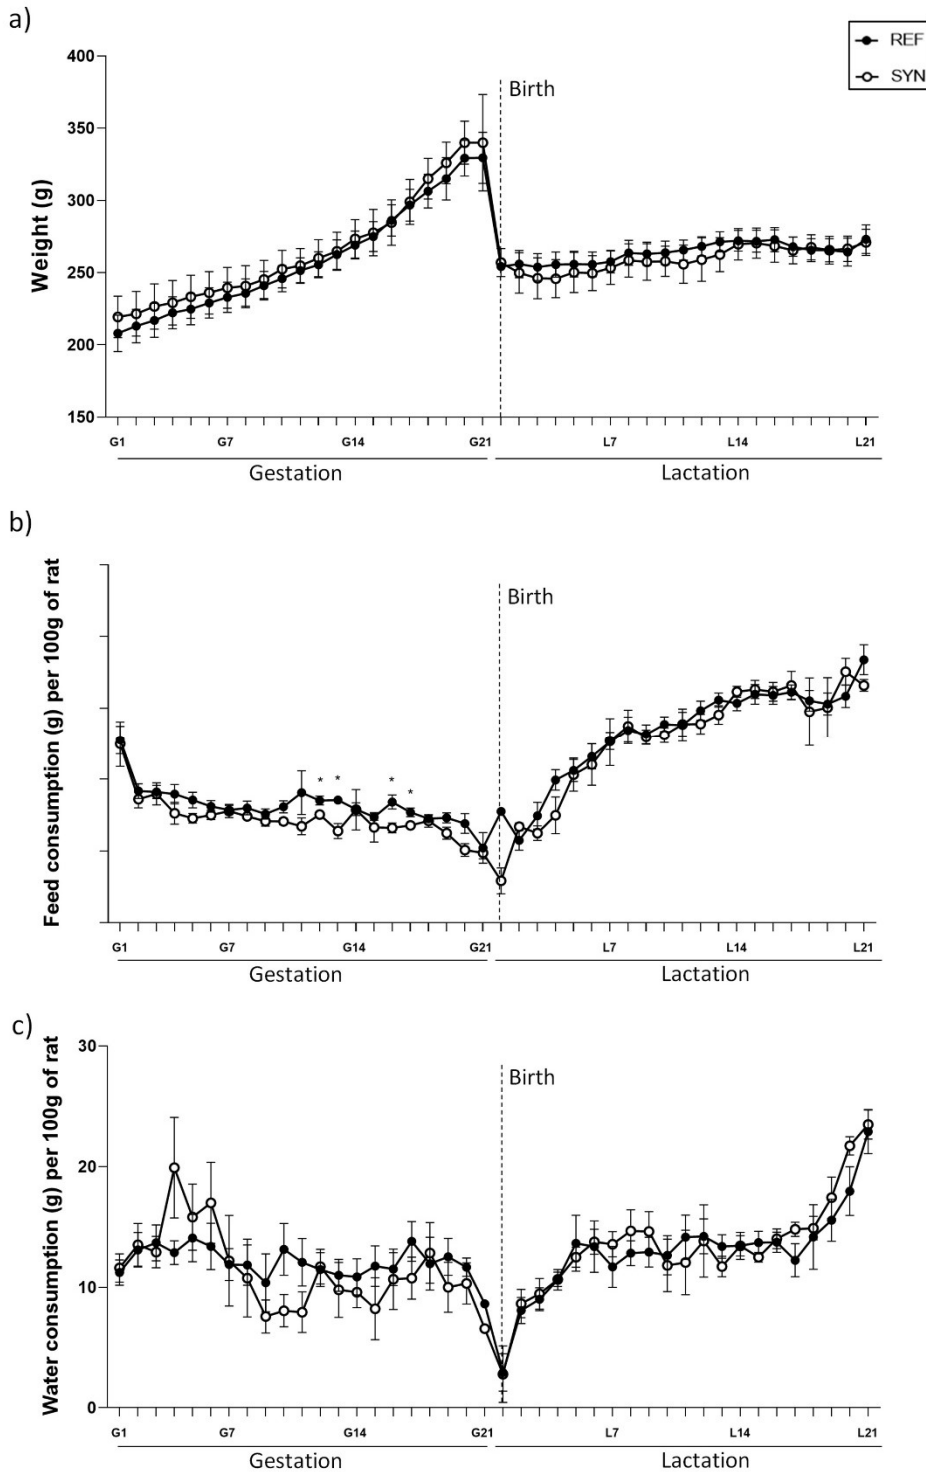 a)
REF
SYN
Weight (g)
400
350
300
250
200
150
Birth
G1 G7 G14 G21 L7 L14 L21
Gestation Lactation
b)
Feed consumption (g) per 100g of rat
Birth
* * * *
G1 G7 G14 G21 L7 L14 L21
Gestation Lactation
c)
Water consumption (g) per 100g of rat
30
20
10
0
Birth
G1 G7 G14 G21 L7 L14 L21
Gestation Lactation